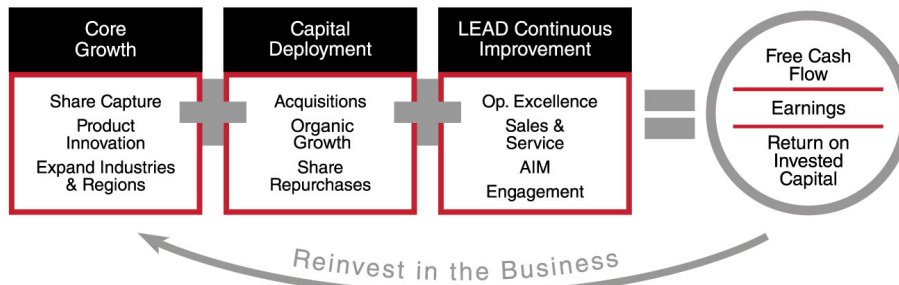 Core
Growth
Share Capture
Product
Innovation
Expand Industries
& Regions
Capital
Deployment
Acquisitions
Organic
Growth
Share
Repurchases
LEAD Continuous
Improvement
Op. Excellence
Sales &
Service
AIM
Engagement
Free Cash
Flow
Earnings
Return on
Invested
Capital
Reinvest in the Business